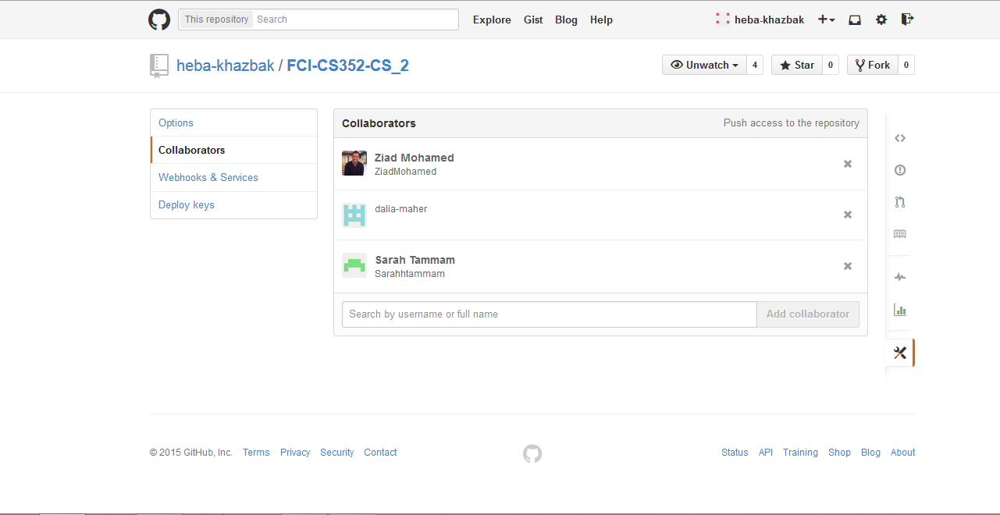 This repository Search Explore Gist Blog Help heba-khazbak
heba-khazbak / FCI-CS352-CS_2 Unwatch 4 Star 0 Fork 0
Options
Collaborators
Webhooks & Services
Deploy keys
Collaborators Push access to the repository
Ziad Mohamed
ZiadMohamed
dalia-maher
Sarah Tammam
Sarahhtammam
Search by username or full name Add collaborator
© 2015 GitHub, Inc. Terms Privacy Security Contact Status API Training Shop Blog About